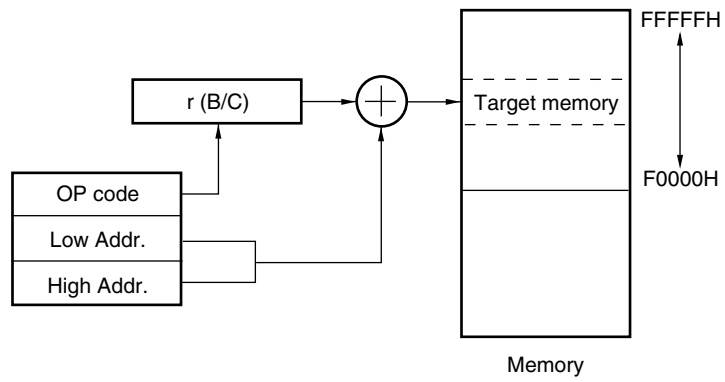 FFFFFH
r (B/C)
Target memory
OP code
F0000H
Low Addr.
High Addr.
Memory